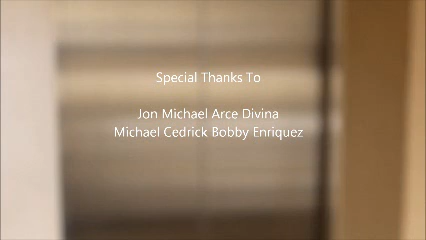 Special Thanks To
Jon Michael Arce Divina
Michael Cedrick Bobby Enriquez